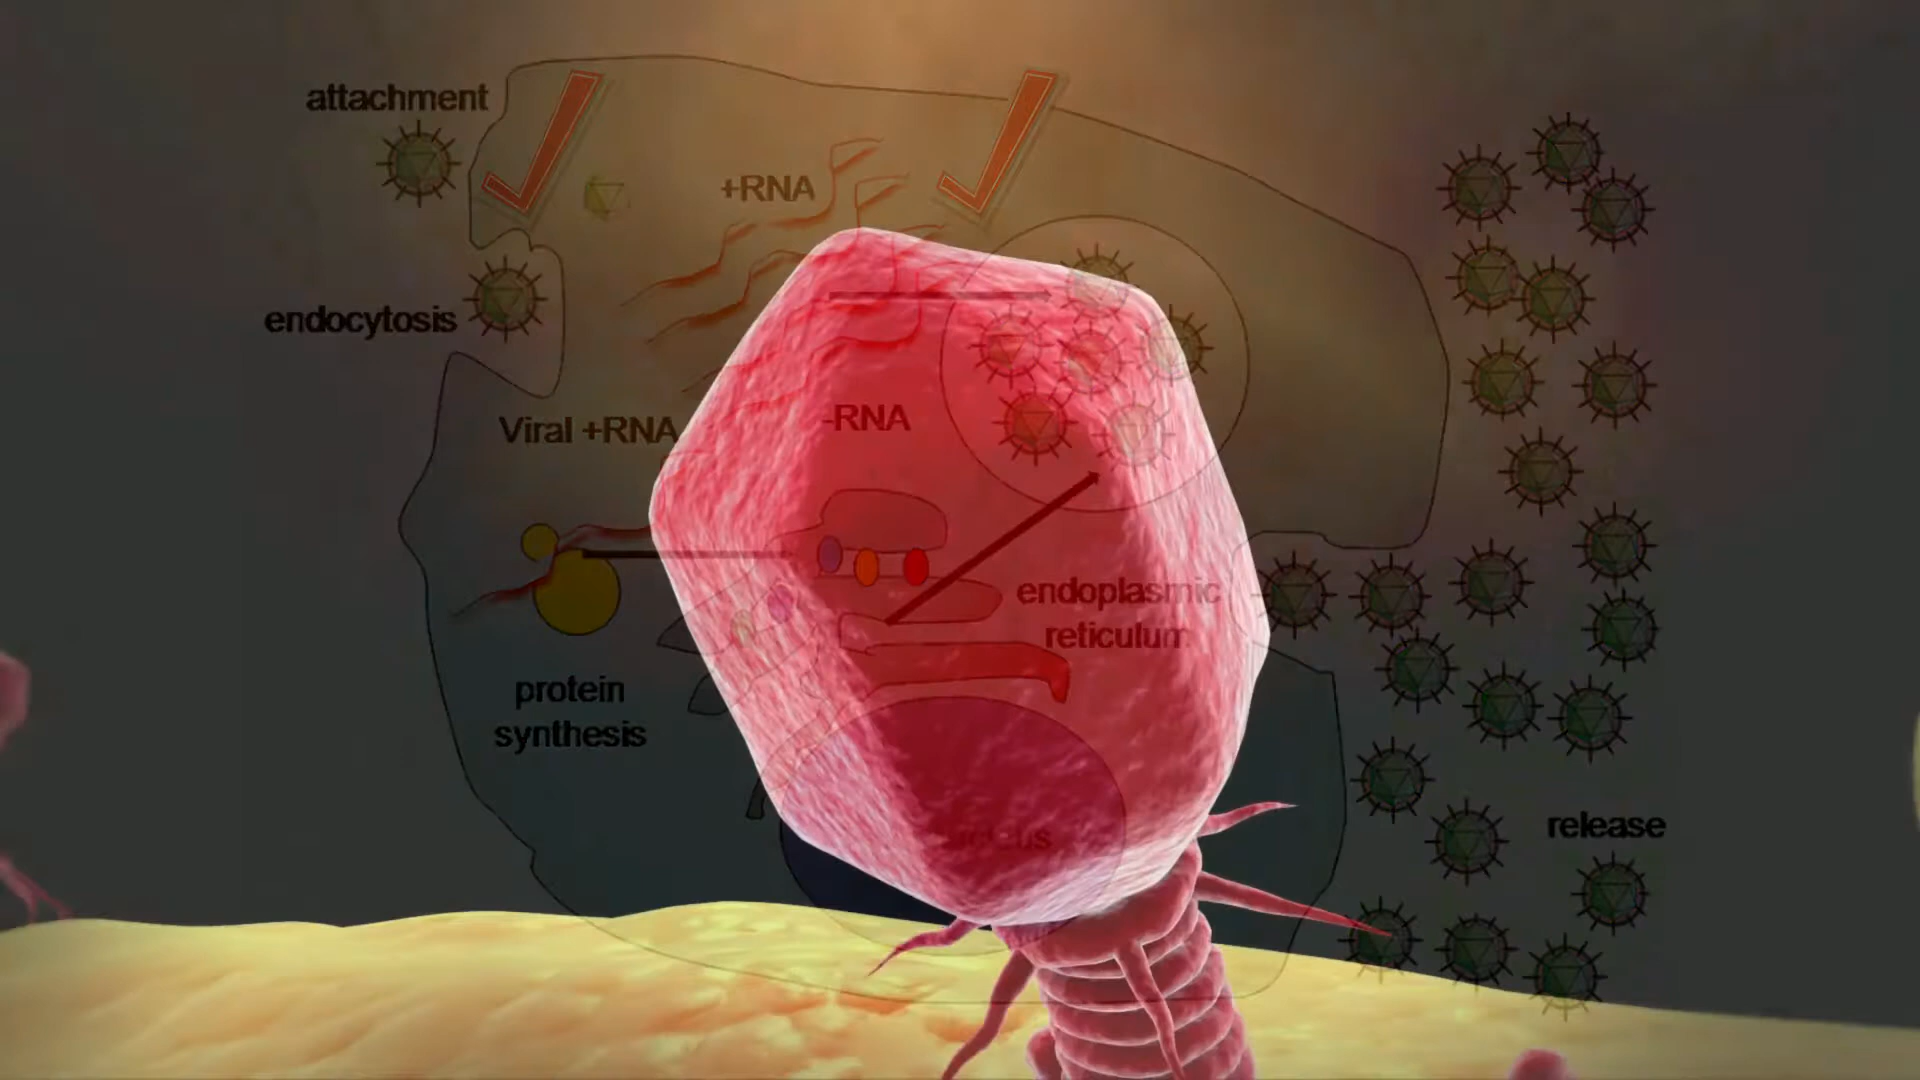 attachment
+RNA
endocytosis
-RNA
Viral +RNA
endoplasmic
reticulum
protein
synthesis
release